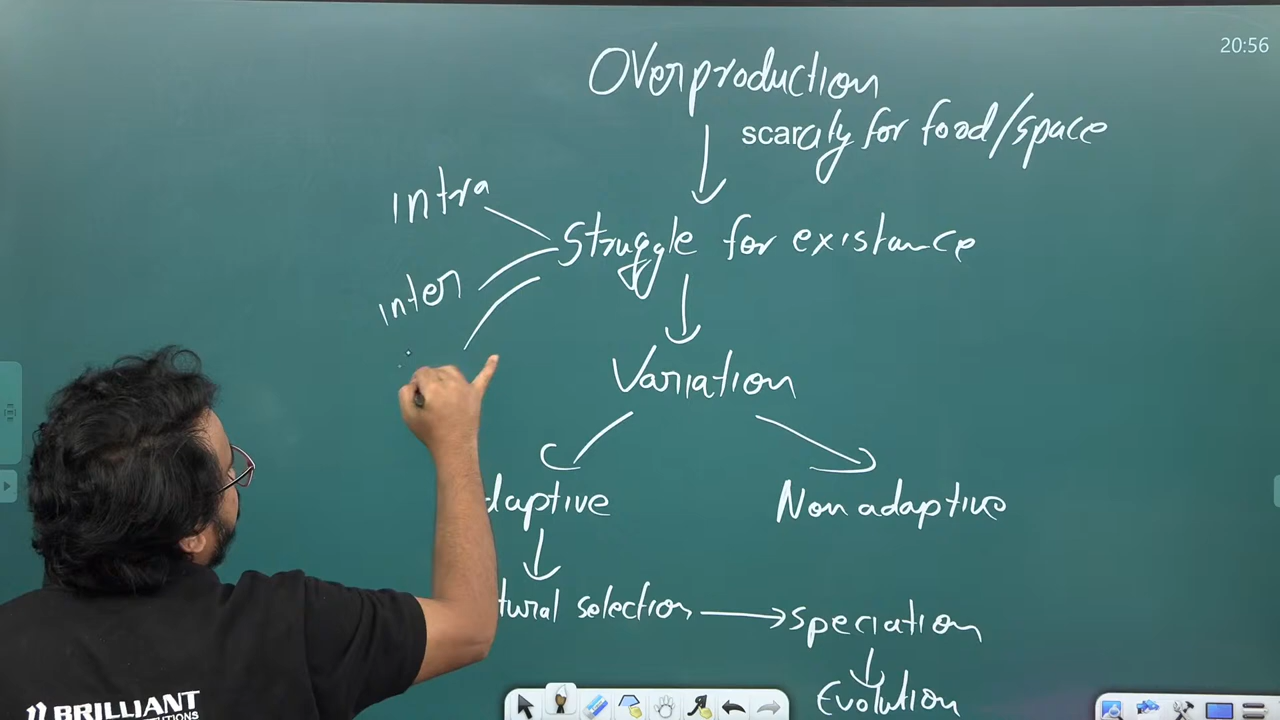 20:56
Overproduction
scarcity for food/space
intra
Struggle for existance
inter
Variation
daptive
Non adaptive
tural selection
speciation
Evolution
BRILLIANT
UTIONS